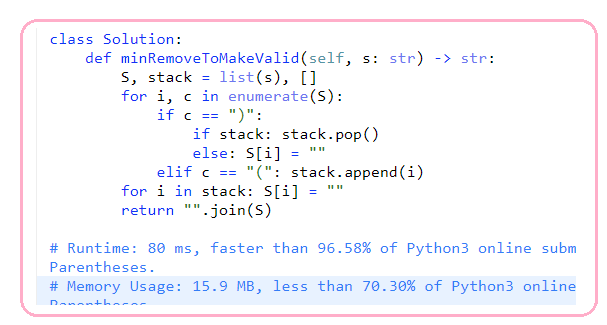 class Solution:
    def minRemoveToMakeValid(self, s: str) -> str:
        S, stack = list(s), []
        for i, c in enumerate(S):
            if c == ")":
                if stack: stack.pop()
                else: S[i] = ""
            elif c == "(": stack.append(i)
        for i in stack: S[i] = ""
        return "".join(S)
# Runtime: 80 ms, faster than 96.58% of Python3 online subm
Parentheses.
# Memory Usage: 15.9 MB, less than 70.30% of Python3 online
Parentheses